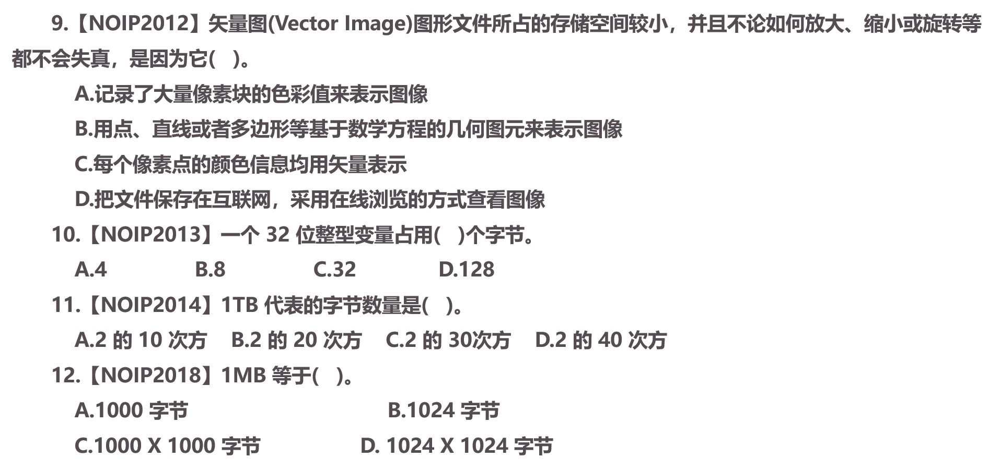 9.【NOIP2012】矢量图(Vector Image)图形文件所占的存储空间较小，并且不论如何放大、缩小或旋转等
都不会失真，是因为它(   )。
A.记录了大量像素块的色彩值来表示图像
B.用点、直线或者多边形等基于数学方程的几何图元来表示图像
C.每个像素点的颜色信息均用矢量表示
D.把文件保存在互联网，采用在线浏览的方式查看图像
10.【NOIP2013】一个 32 位整型变量占用(   )个字节。
A.4 B.8 C.32 D.128
11.【NOIP2014】1TB 代表的字节数量是(   )。
A.2 的 10 次方 B.2 的 20 次方 C.2 的 30次方 D.2 的 40 次方
12.【NOIP2018】1MB 等于(   )。
A.1000 字节 B.1024 字节
C.1000 X 1000 字节 D. 1024 X 1024 字节